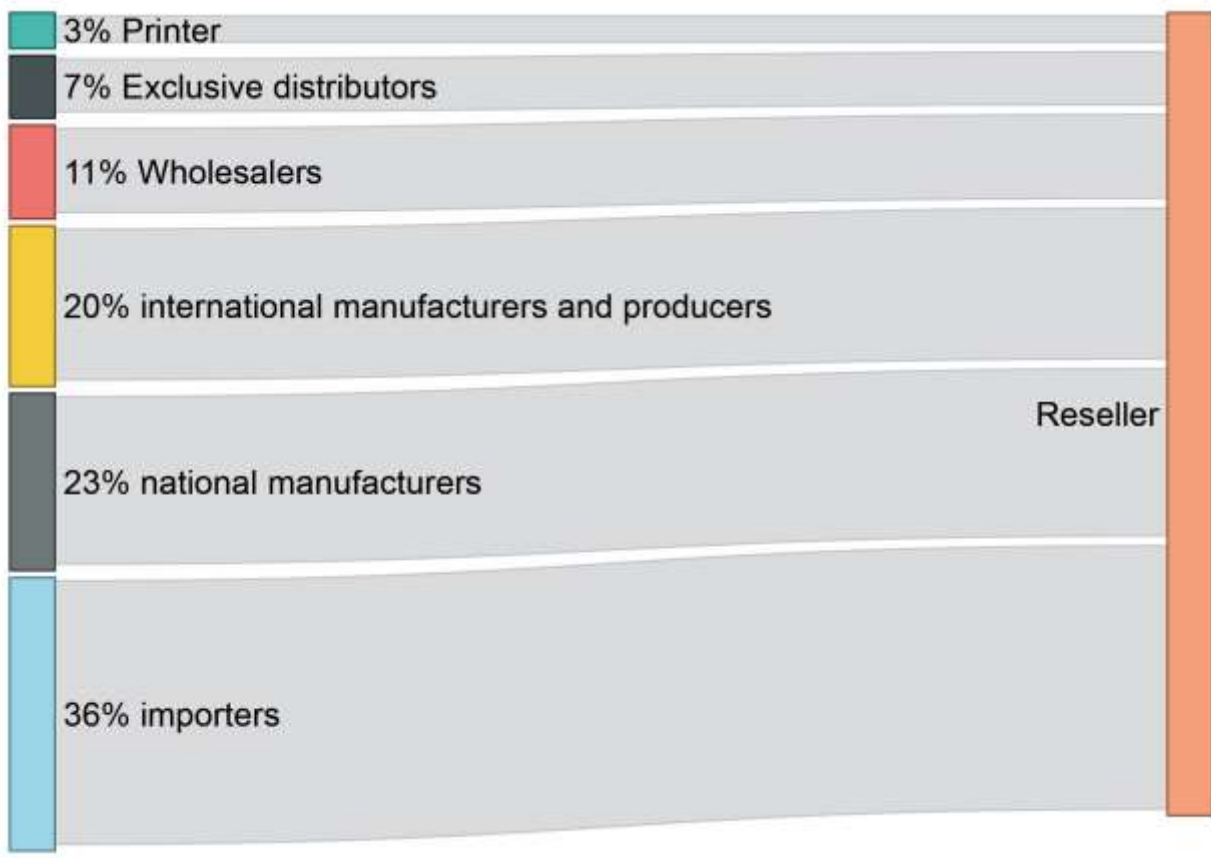 3% Printer
7% Exclusive distributors
11% Wholesalers
20% international manufacturers and producers
Reseller
23% national manufacturers
36% importers